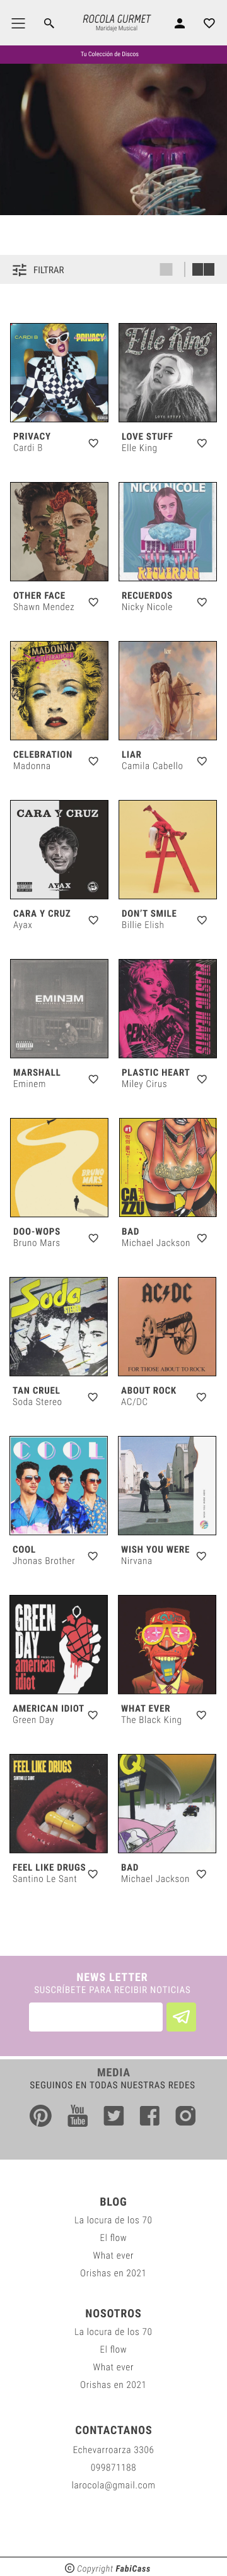 ROCOLA GURMET
Maridaje Musical
Tu Colección de Discos
FILTRAR
CARDI B
PRIVACY
Elle King
LOVE STUFF
PRIVACY
Cardi B
LOVE STUFF
Elle King
NICKI NICOLE
RECUERDOS
OTHER FACE
Shawn Mendez
RECUERDOS
Nicky Nicole
MADONNA
CELEBRATION
Madonna
LIAR
Camila Cabello
CARA Y CRUZ
AYAX
CARA Y CRUZ
Ayax
DON'T SMILE
Billie Elish
EMINEM
PLASTIC HEARTS
MARSHALL
Eminem
PLASTIC HEART
Miley Cirus
BRUNO MARS
CAZZU
DOO-WOPS
Bruno Mars
BAD
Michael Jackson
Soda
STEREO
AC/DC
FOR THOSE ABOUT TO ROCK
TAN CRUEL
Soda Stereo
ABOUT ROCK
AC/DC
COOL
COOL
Jhonas Brother
WISH YOU WERE
Nirvana
GREEN DAY
american idiot
AMERICAN IDIOT
Green Day
WHAT EVER
The Black King
FEEL LIKE DRUGS
SANTINO LE SAINT
Q
FEEL LIKE DRUGS
Santino Le Sant
BAD
Michael Jackson
NEWS LETTER
SUSCRÍBETE PARA RECIBIR NOTICIAS
MEDIA
SEGUINOS EN TODAS NUESTRAS REDES
You Tube
BLOG
La locura de los 70
El flow
What ever
Orishas en 2021
NOSOTROS
La locura de los 70
El flow
What ever
Orishas en 2021
CONTACTANOS
Echevarroarza 3306
099871188
larocola@gmail.com
© Copyright FabiCass